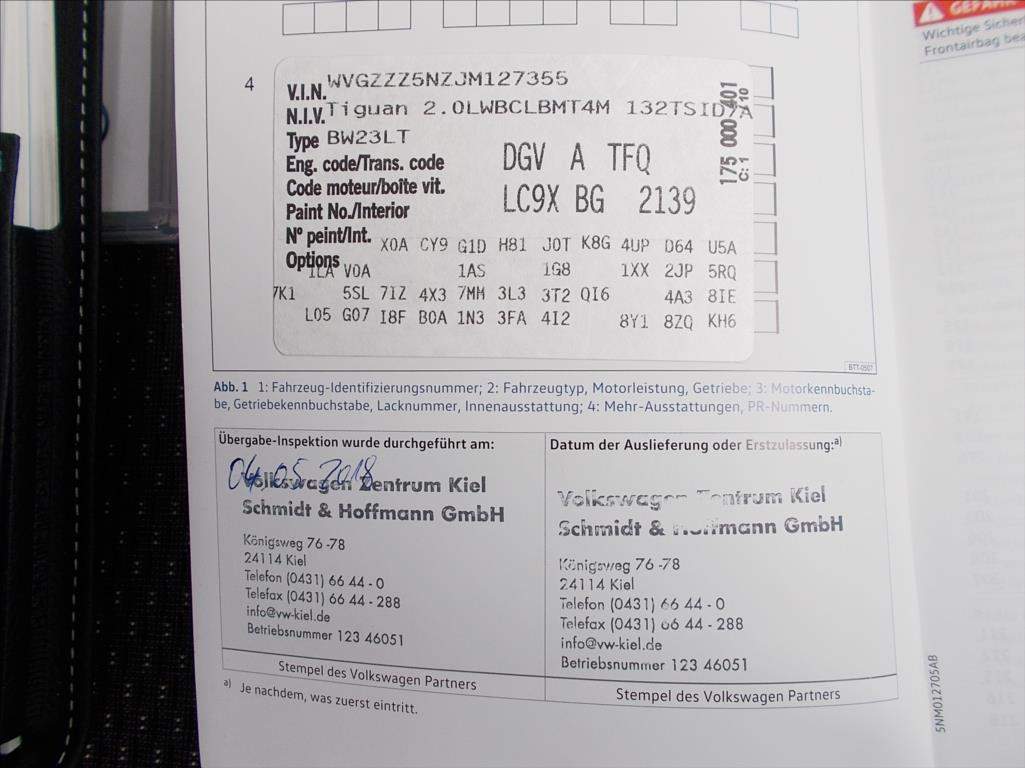 GEFAHR
Wichtige Sicher
Frontairbag bea
4
V.I.N. WVGZZZ5NZJM127355
N.I.V. Tiguan 2.0LWBCLBMT4M 132TSID7A
Type BW23LT
Eng. code/Trans. code
Code moteur/boîte vit.
DGV A TFQ
Paint No./Interior
N° peint/Int.
LC9X BG 2139
175 000 401
C: 1 /10
Options
X0A CY9 G1D H81 J0T K8G 4UP D64 U5A
1LA V0A 1AS 1G8 1XX 2JP 5RQ
7K1 5SL 7IZ 4X3 7MM 3L3 3T2 QI6 4A3 8IE
L05 G07 I8F B0A 1N3 3FA 4I2 8Y1 8ZQ KH6
BTT-0507
Abb. 1 1: Fahrzeug-Identifizierungsnummer; 2: Fahrzeugtyp, Motorleistung, Getriebe; 3: Motorkennbuchsta-
be, Getriebekennbuchstabe, Lacknummer, Innenausstattung; 4: Mehr-Ausstattungen, PR-Nummern.
Übergabe-Inspektion wurde durchgeführt am:
04.05.2018
Volkswagen Zentrum Kiel
Schmidt & Hoffmann GmbH
Königsweg 76 -78
24114 Kiel
Telefon (0431) 66 44 - 0
Telefax (0431) 66 44 - 288
info@vw-kiel.de
Betriebsnummer 123 46051
Stempel des Volkswagen Partners
Datum der Auslieferung oder Erstzulassung:a)
Volkswagen Zentrum Kiel
Schmidt & Hoffmann GmbH
Königsweg 76 -78
24114 Kiel
Telefon (0431) 66 44 - 0
Telefax (0431) 66 44 - 288
info@vw-kiel.de
Betriebsnummer 123 46051
Stempel des Volkswagen Partners
a) Je nachdem, was zuerst eintritt.
5NM012705AB